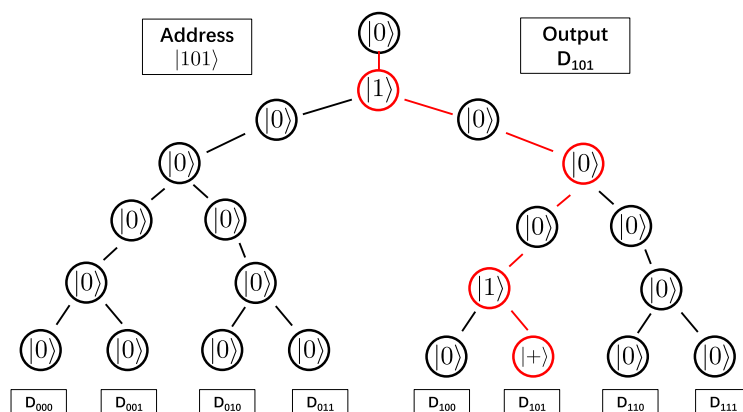 |0⟩
Address
|101⟩
Output
D₁₀₁
|1⟩
|0⟩ |0⟩
|0⟩ |0⟩
|0⟩ |0⟩ |0⟩ |0⟩
|0⟩ |0⟩ |1⟩ |0⟩
|0⟩ |0⟩ |0⟩ |0⟩ |0⟩ |+⟩ |0⟩ |0⟩
D₀₀₀ D₀₀₁ D₀₁₀ D₀₁₁ D₁₀₀ D₁₀₁ D₁₁₀ D₁₁₁